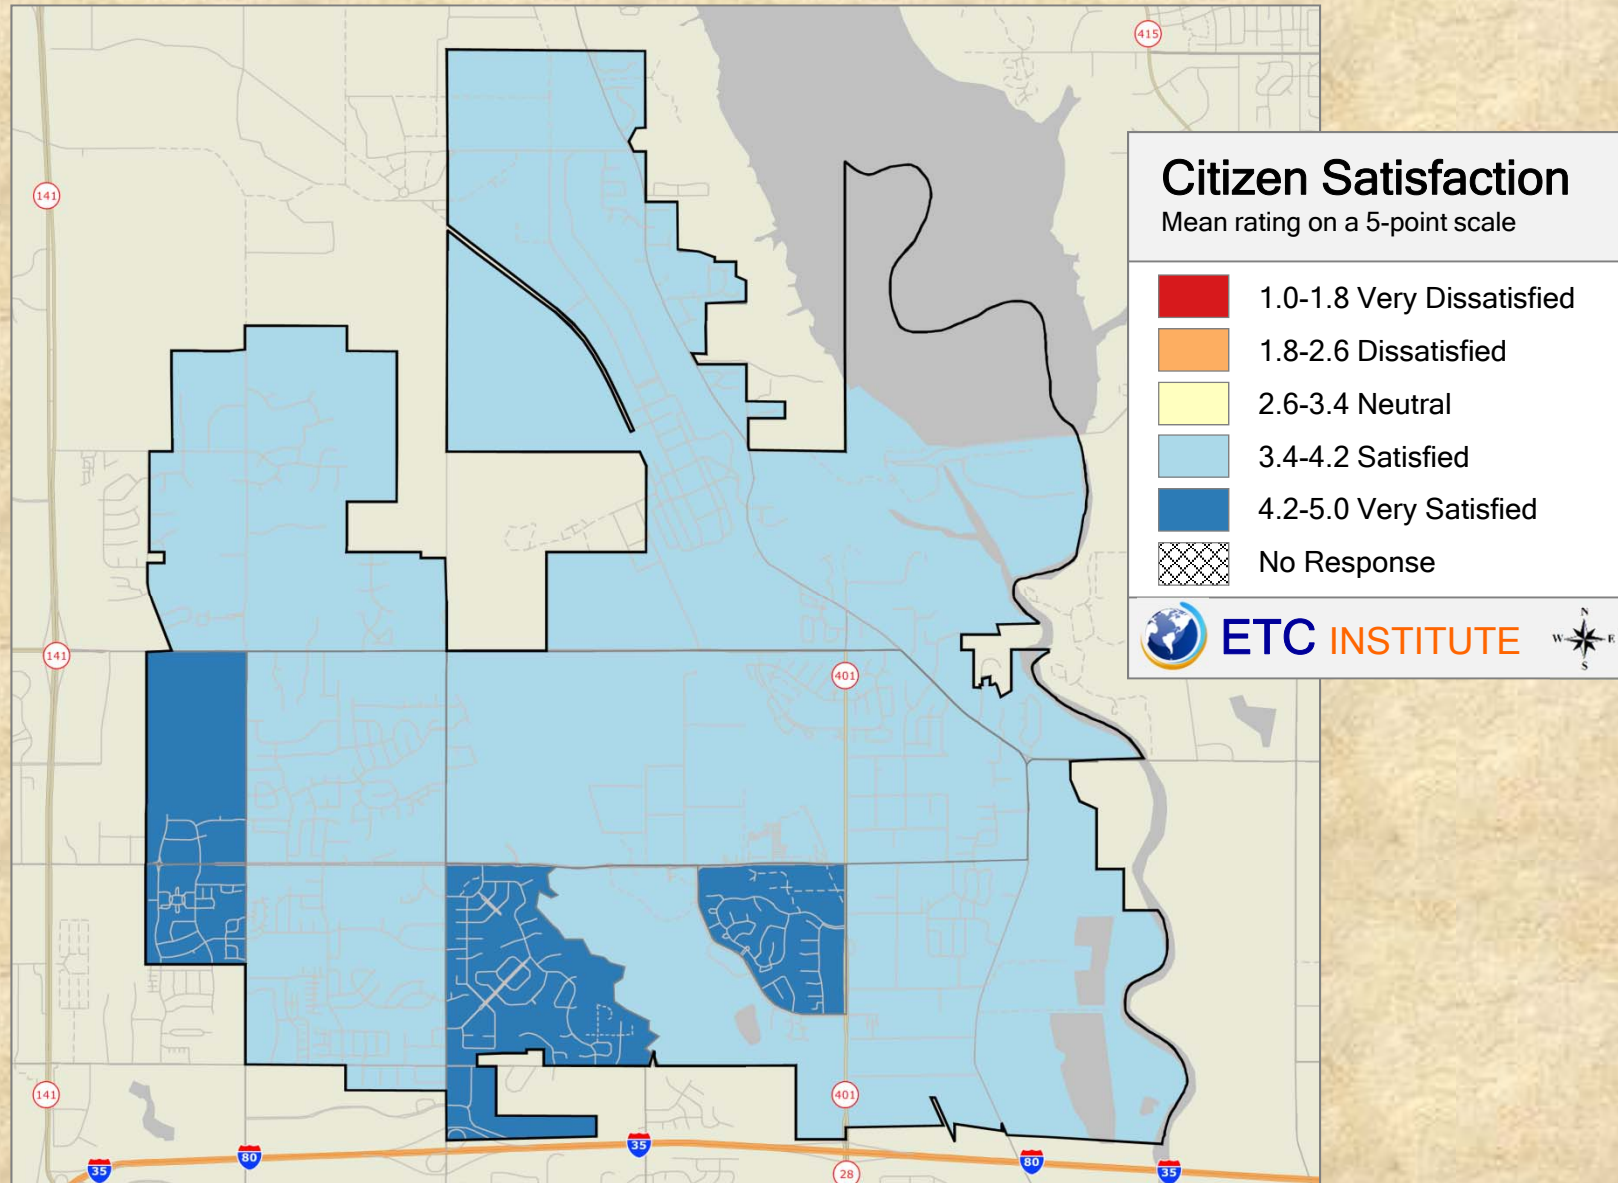 415
141
Citizen Satisfaction
Mean rating on a 5-point scale
1.0-1.8 Very Dissatisfied
1.8-2.6 Dissatisfied
2.6-3.4 Neutral
3.4-4.2 Satisfied
4.2-5.0 Very Satisfied
No Response
ETC INSTITUTE
N
W E
S
141
401
141
401
35
80
35
80
35
28